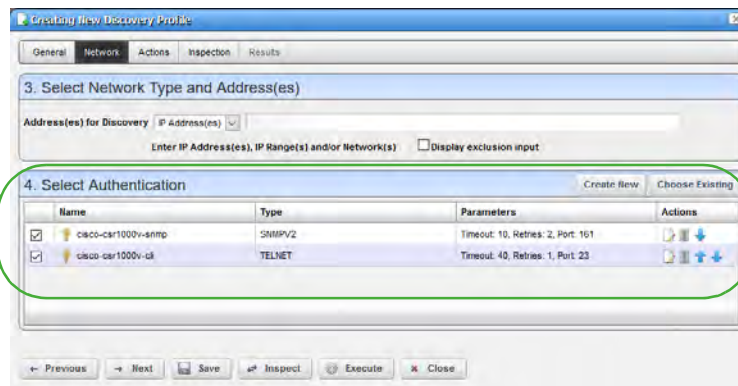 Creating New Discovery Profile
General Network Actions Inspection Results
3. Select Network Type and Address(es)
Address(es) for Discovery IP Address(es)
Enter IP Address(es), IP Range(s) and/or Network(s) Display exclusion input
4. Select Authentication Create New Choose Existing
Name Type Parameters Actions
cisco-csr1000v-snmp SNMPV2 Timeout: 10, Retries: 2, Port: 161
cisco-csr1000v-cli TELNET Timeout: 40, Retries: 1, Port: 23
Previous Next Save Inspect Execute Close